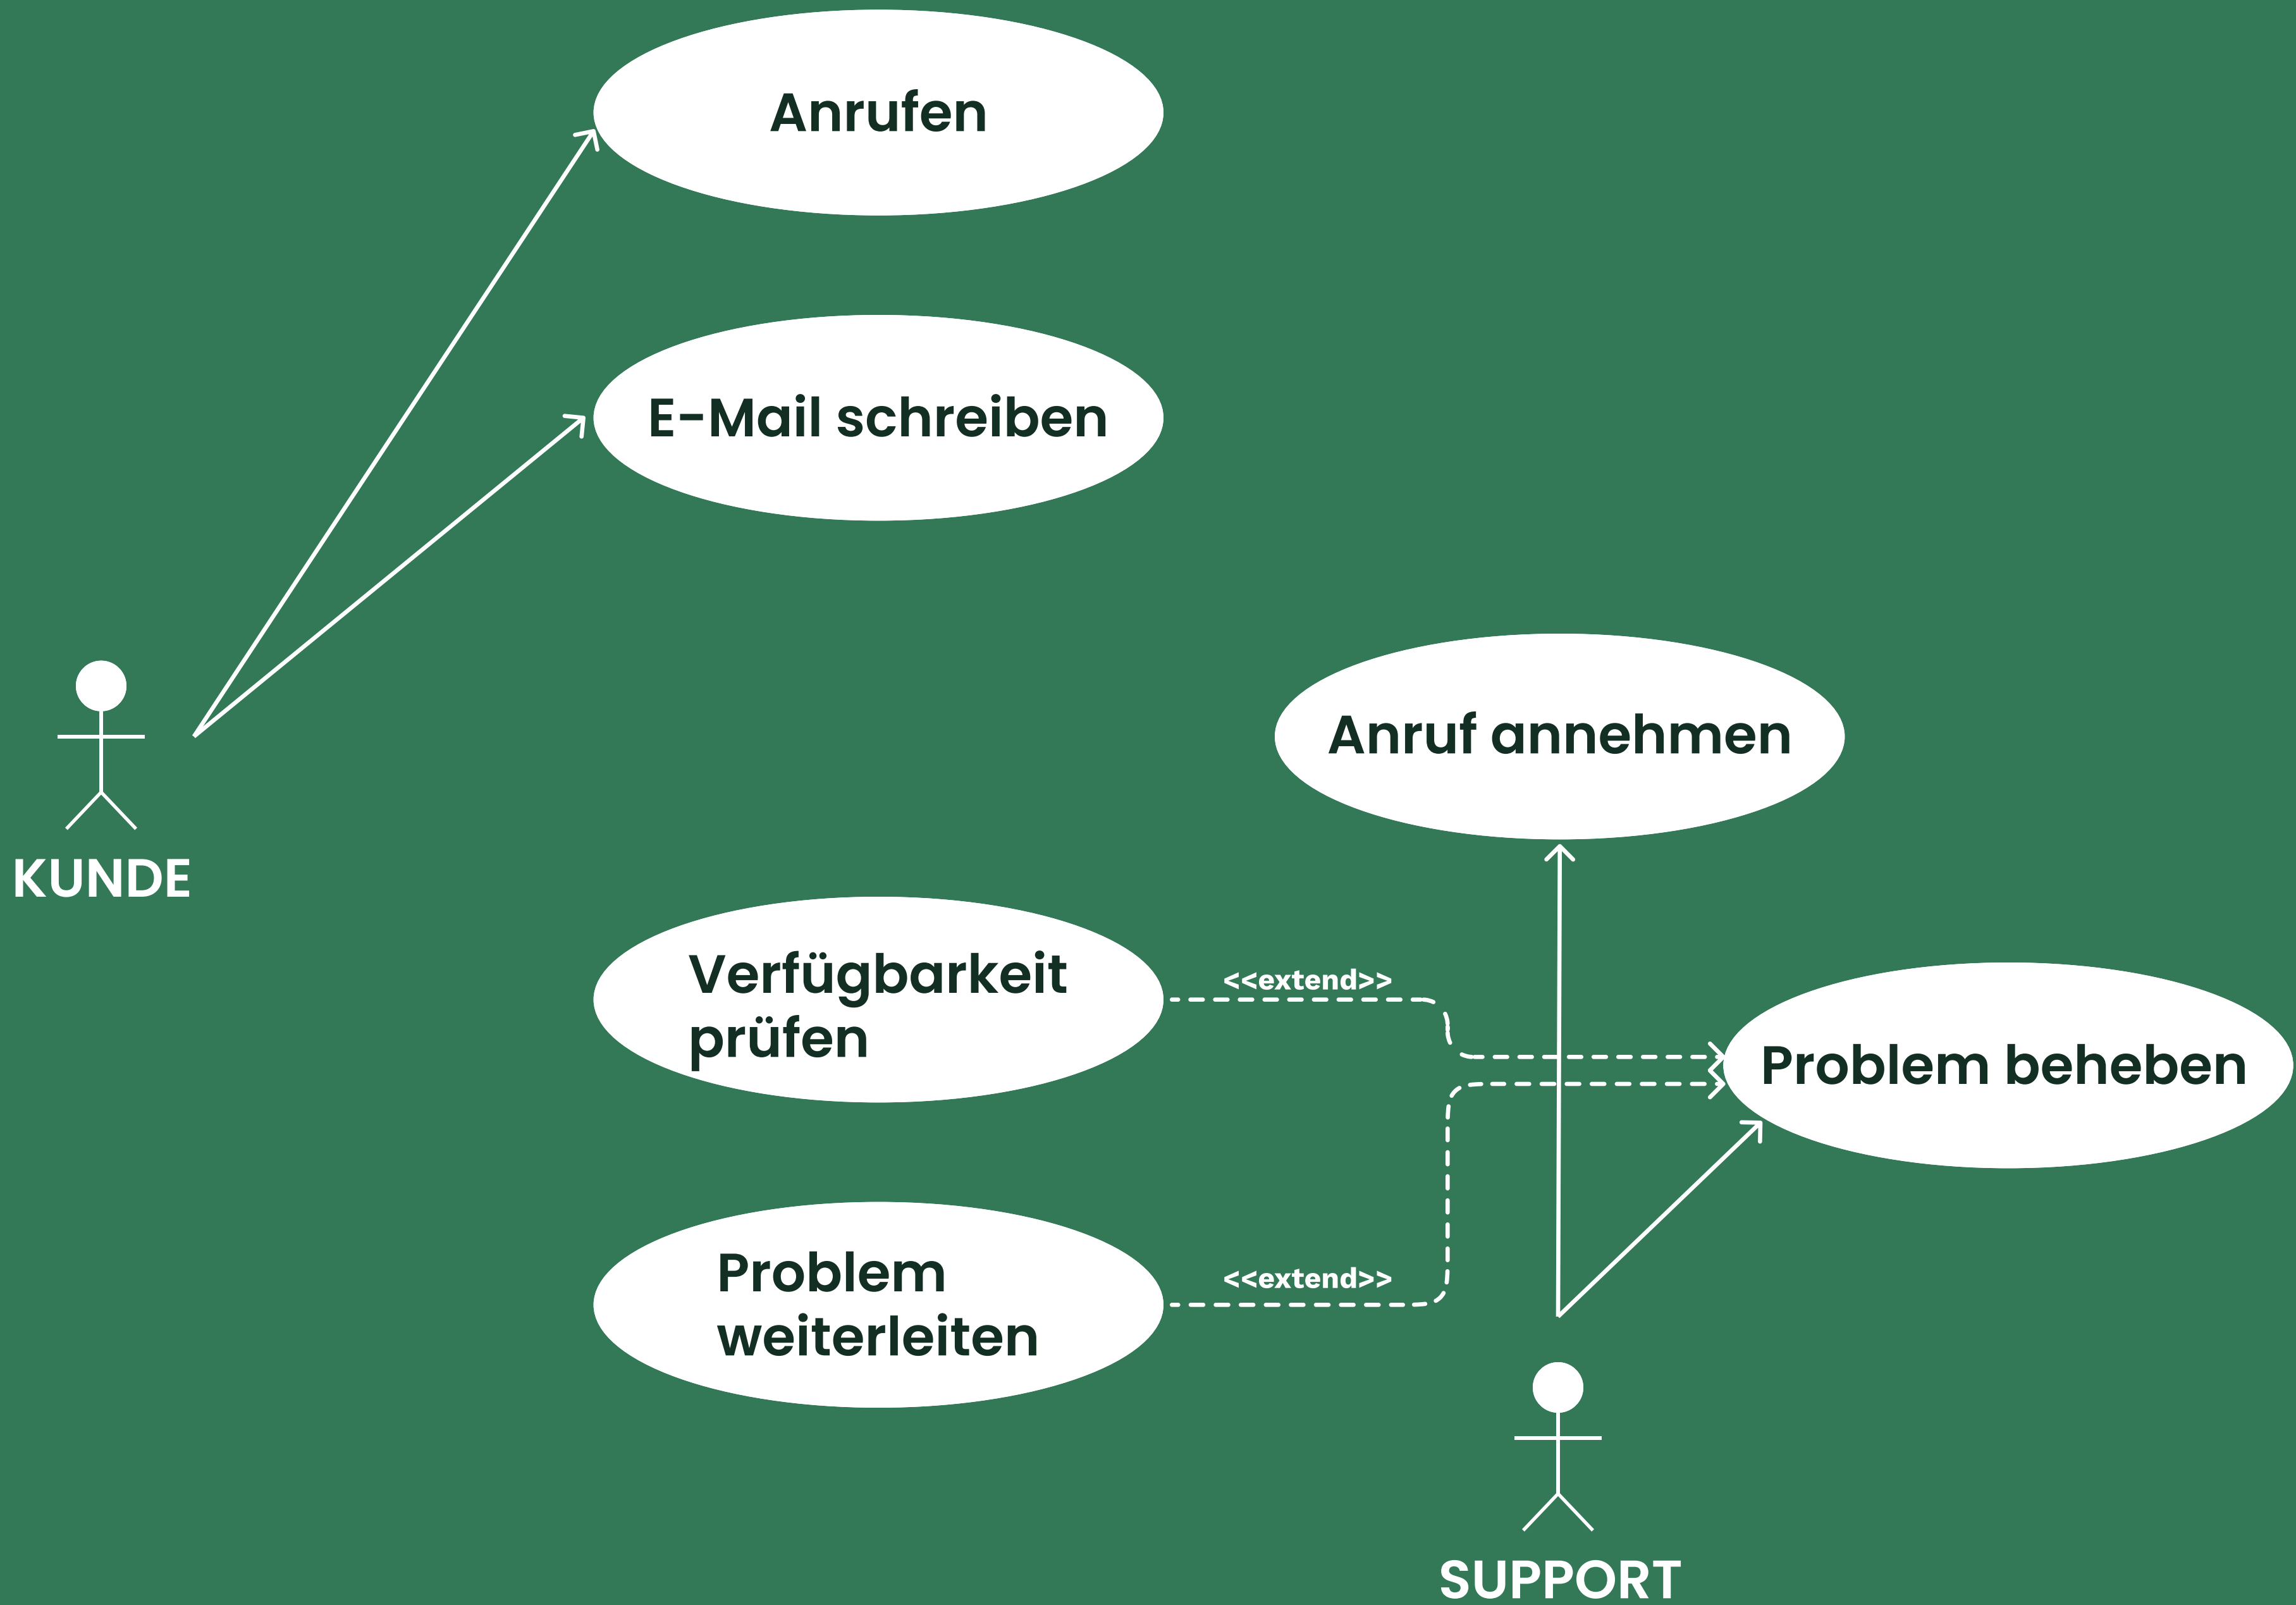 Anrufen
E-Mail schreiben
KUNDE
Anruf annehmen
Verfügbarkeit
prüfen
<<extend>>
Problem beheben
Problem
weiterleiten
<<extend>>
SUPPORT